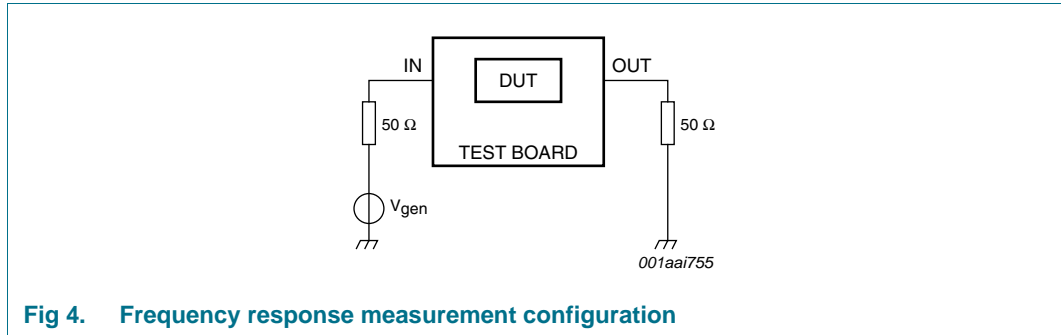 IN
OUT
DUT
50 Ω
50 Ω
TEST BOARD
Vgen
001aai755
Fig 4. Frequency response measurement configuration